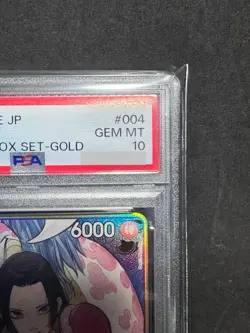 E JP #004
GEM MT
OX SET-GOLD 10
PSA
6000